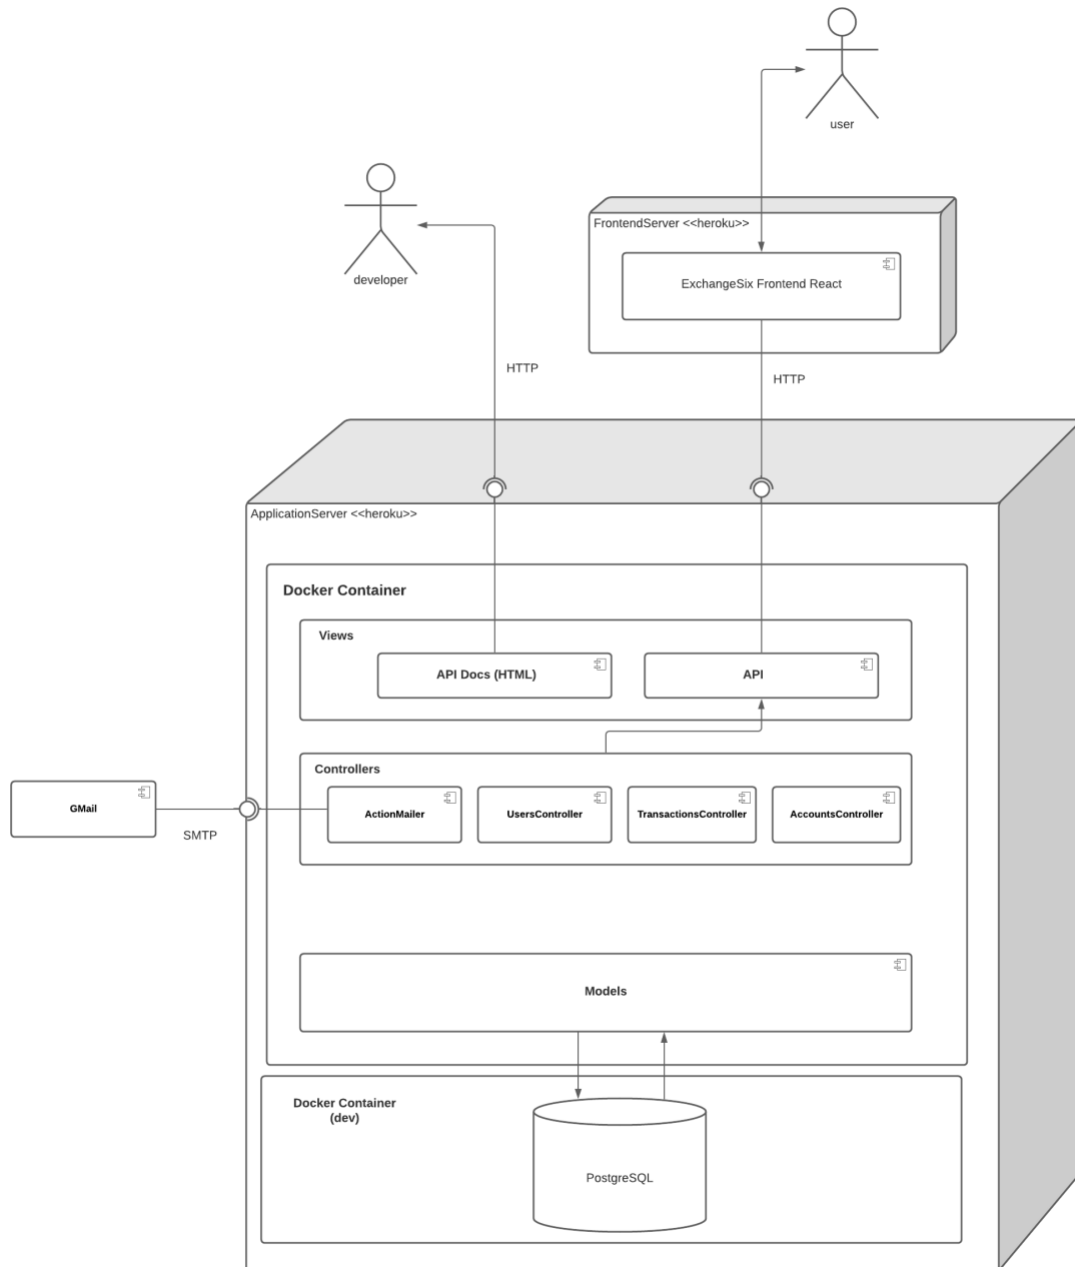 user
FrontendServer <<heroku>>
ExchangeSix Frontend React
developer
HTTP
HTTP
ApplicationServer <<heroku>>
Docker Container
Views
API Docs (HTML)
API
Controllers
GMail
SMTP
ActionMailer
UsersController
TransactionsController
AccountsController
Models
Docker Container
(dev)
PostgreSQL